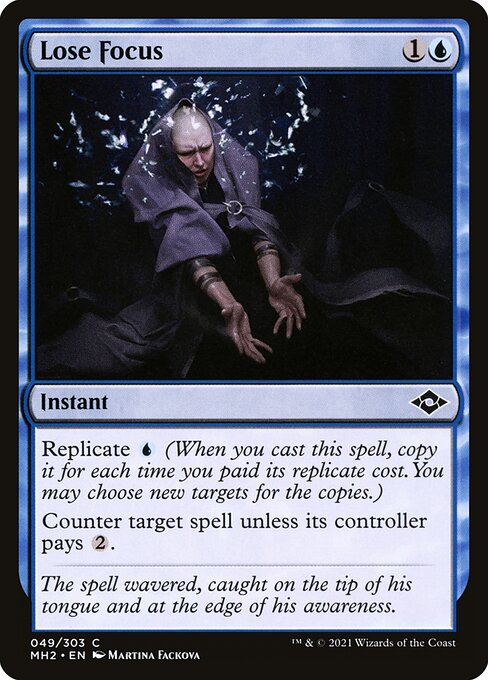 Lose Focus 1
Instant
Replicate (When you cast this spell, copy
it for each time you paid its replicate cost. You
may choose new targets for the copies.)
Counter target spell unless its controller
pays 2.
The spell wavered, caught on the tip of his
tongue and at the edge of his awareness.
049/303 C
™ & © 2021 Wizards of the Coast
MH2 • EN Martina Fackova